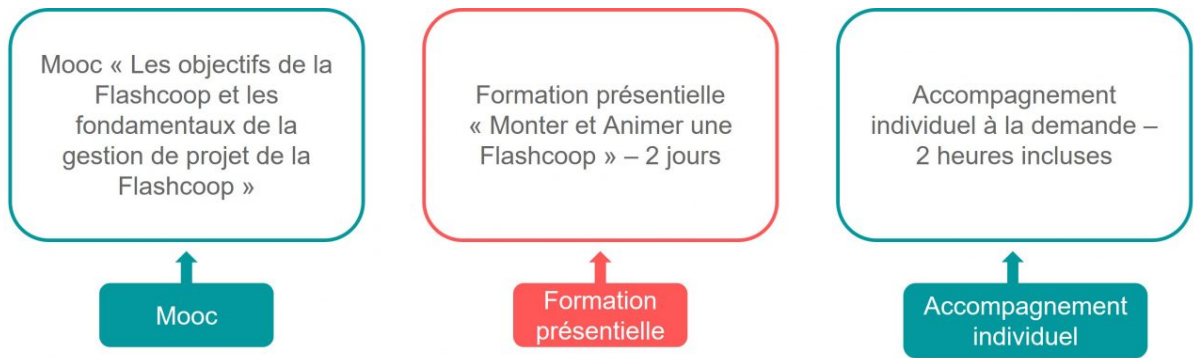 Mooc « Les objectifs de la
Flashcoop et les
fondamentaux de la
gestion de projet de la
Flashcoop »
Formation présentielle
« Monter et Animer une
Flashcoop » – 2 jours
Accompagnement
individuel à la demande –
2 heures incluses
Mooc
Formation
présentielle
Accompagnement
individuel